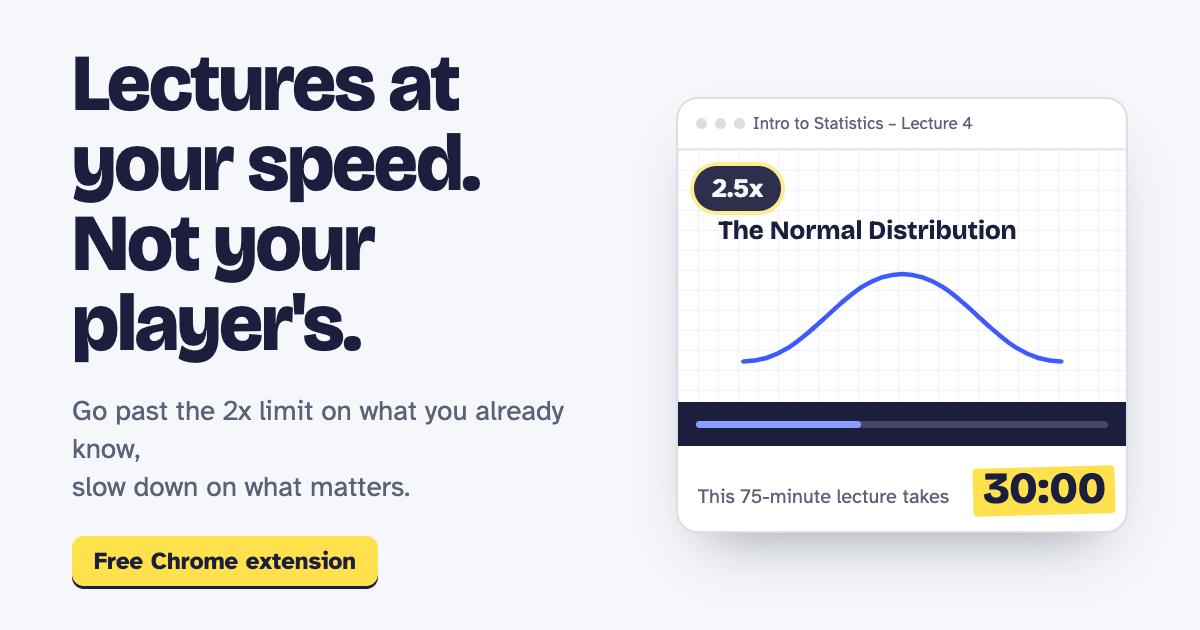 Lectures at
your speed.
Not your
player's.
Go past the 2x limit on what you already
know,
slow down on what matters.
Free Chrome extension
Intro to Statistics – Lecture 4
2.5x
The Normal Distribution
This 75-minute lecture takes
30:00